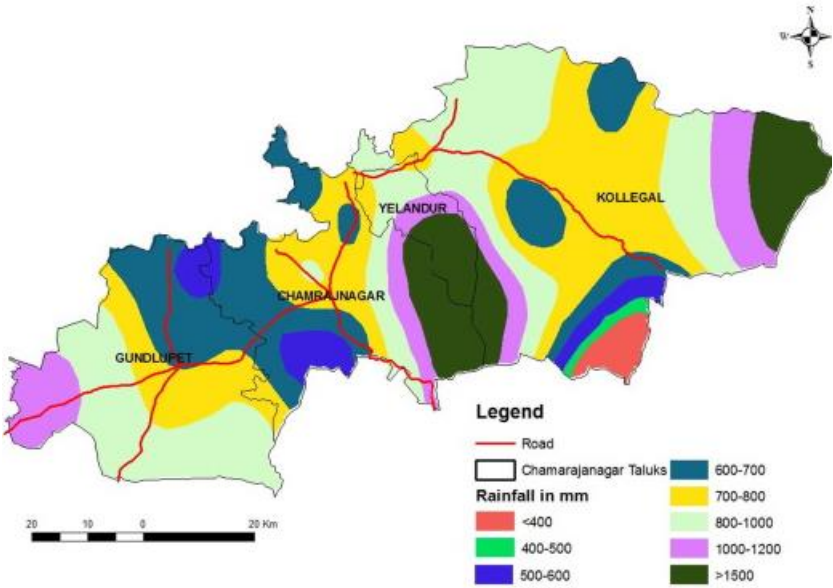 N
W E
S
KOLLEGAL
YELANDUR
CHAMRAJNAGAR
GUNDLUPET
Legend
Road
Chamarajanagar Taluks
Rainfall in mm
<400
400-500
500-600
600-700
700-800
800-1000
1000-1200
>1500
20 10 0 20 Km